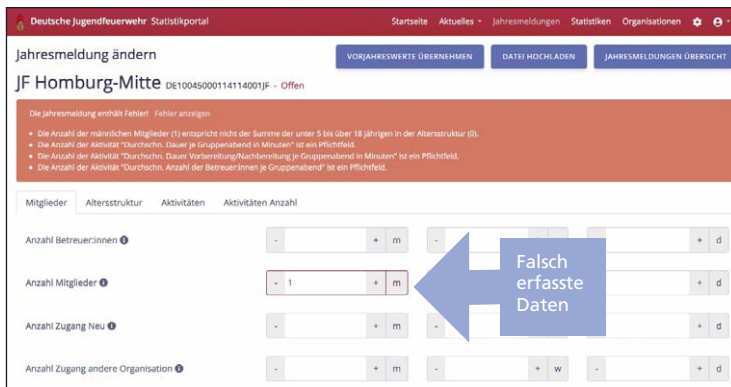 Deutsche Jugendfeuerwehr Statistikportal
Startseite Aktuelles Jahresmeldungen Statistiken Organisationen
Jahresmeldung ändern
VORJAHRESWERTE ÜBERNEHMEN DATEI HOCHLADEN JAHRESMELDUNGEN ÜBERSICHT
JF Homburg-Mitte DE10045000114114001JF - Offen
Die Jahresmeldung enthält Fehler! Fehler anzeigen
• Die Anzahl der männlichen Mitglieder (1) entspricht nicht der Summe der unter 5 bis über 18 jährigen in der Altersstruktur (0).
• Die Anzahl der Aktivität "Durchschn. Dauer je Gruppenabend in Minuten" ist ein Pflichtfeld.
• Die Anzahl der Aktivität "Durchschn. Dauer Vorbereitung/Nachbereitung je Gruppenabend in Minuten" ist ein Pflichtfeld.
• Die Anzahl der Aktivität "Durchschn. Anzahl der Betreuer:innen je Gruppenabend" ist ein Pflichtfeld.
Mitglieder Altersstruktur Aktivitäten Aktivitäten Anzahl
Anzahl Betreuer:innen - + m - + d
Anzahl Mitglieder - 1 + m + d
Falsch
erfasste
Daten
Anzahl Zugang Neu - + m - + d
Anzahl Zugang andere Organisation - + m - + w - + d